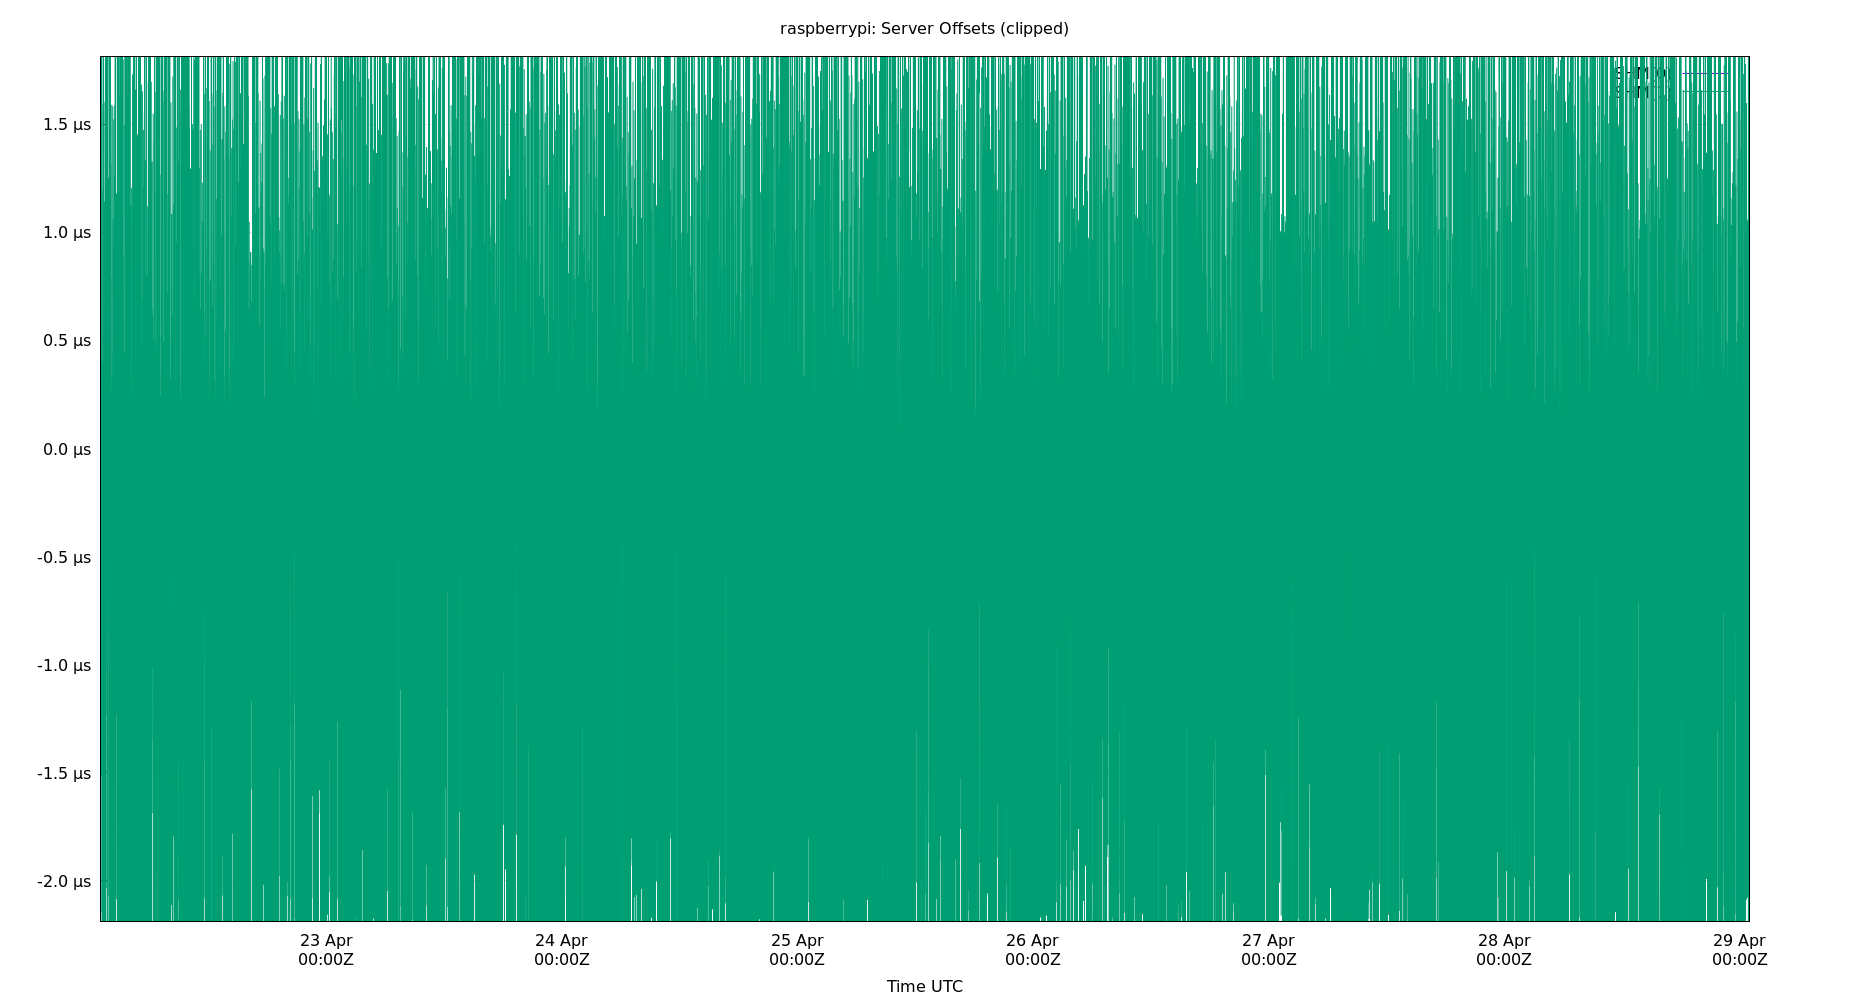 raspberrypi: Server Offsets (clipped)
1.5 µs
1.0 µs
0.5 µs
0.0 µs
-0.5 µs
-1.0 µs
-1.5 µs
-2.0 µs
23 Apr 24 Apr 25 Apr 26 Apr 27 Apr 28 Apr 29 Apr
00:00Z 00:00Z 00:00Z 00:00Z 00:00Z 00:00Z 00:00Z
Time UTC